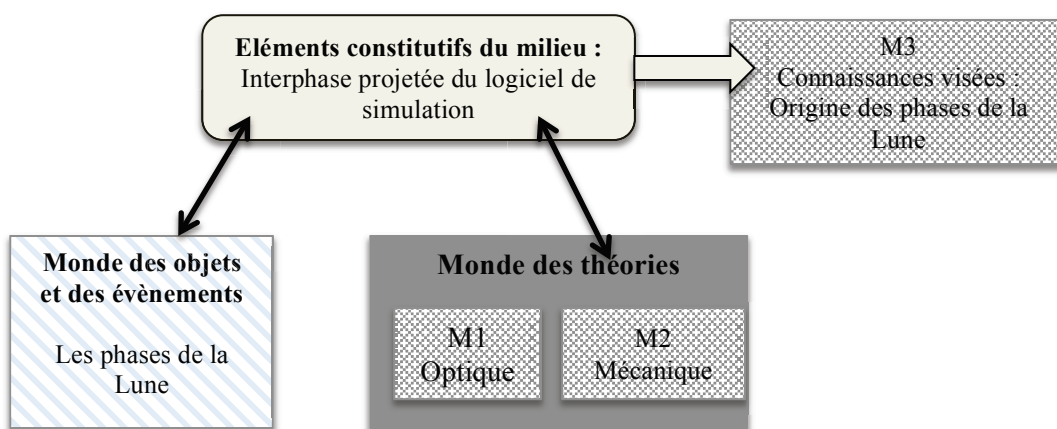 Eléments constitutifs du milieu :
Interphase projetée du logiciel de
simulation
M3
Connaissances visées :
Origine des phases de la
Lune
Monde des objets
et des évènements
Les phases de la
Lune
Monde des théories
M1
Optique
M2
Mécanique